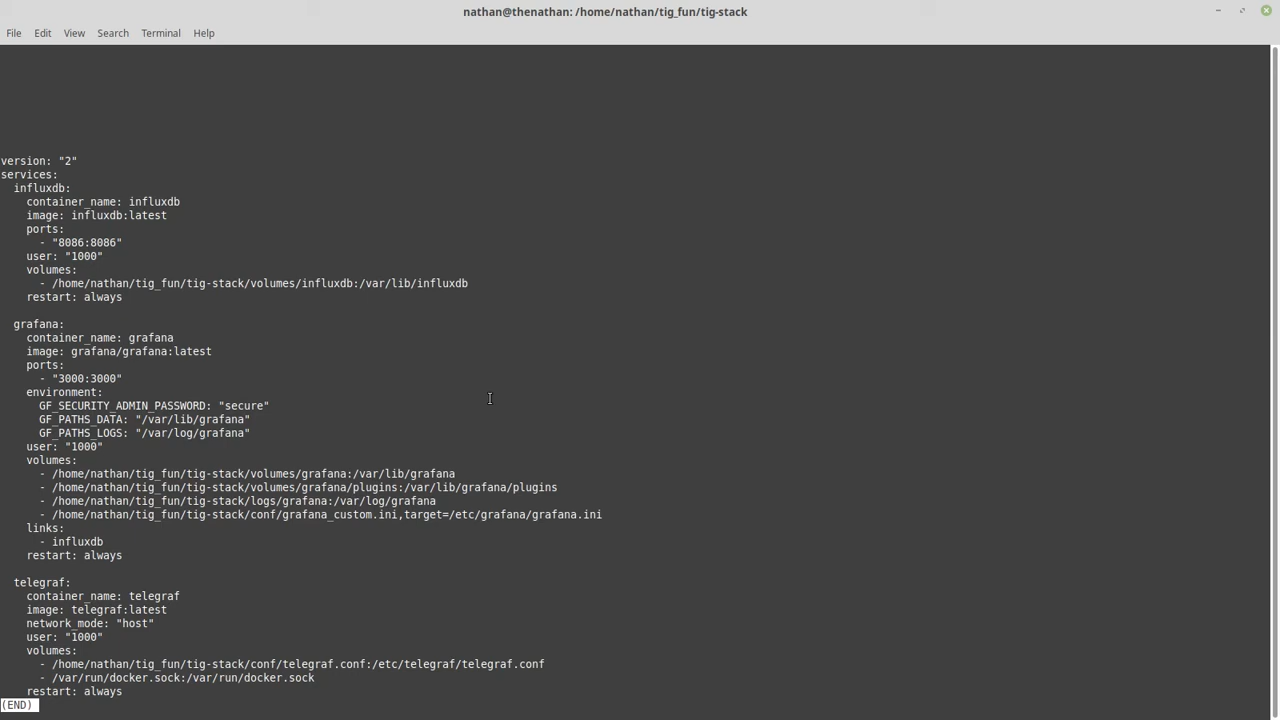 nathan@thenathan: /home/nathan/tig_fun/tig-stack
File Edit View Search Terminal Help
version: "2"
services:
  influxdb:
    container_name: influxdb
    image: influxdb:latest
    ports:
      - "8086:8086"
    user: "1000"
    volumes:
      - /home/nathan/tig_fun/tig-stack/volumes/influxdb:/var/lib/influxdb
    restart: always
  grafana:
    container_name: grafana
    image: grafana/grafana:latest
    ports:
      - "3000:3000"
    environment:
      GF_SECURITY_ADMIN_PASSWORD: "secure"
      GF_PATHS_DATA: "/var/lib/grafana"
      GF_PATHS_LOGS: "/var/log/grafana"
    user: "1000"
    volumes:
      - /home/nathan/tig_fun/tig-stack/volumes/grafana:/var/lib/grafana
      - /home/nathan/tig_fun/tig-stack/volumes/grafana/plugins:/var/lib/grafana/plugins
      - /home/nathan/tig_fun/tig-stack/logs/grafana:/var/log/grafana
      - /home/nathan/tig_fun/tig-stack/conf/grafana_custom.ini,target=/etc/grafana/grafana.ini
    links:
      - influxdb
    restart: always
  telegraf:
    container_name: telegraf
    image: telegraf:latest
    network_mode: "host"
    user: "1000"
    volumes:
      - /home/nathan/tig_fun/tig-stack/conf/telegraf.conf:/etc/telegraf/telegraf.conf
      - /var/run/docker.sock:/var/run/docker.sock
    restart: always
(END)